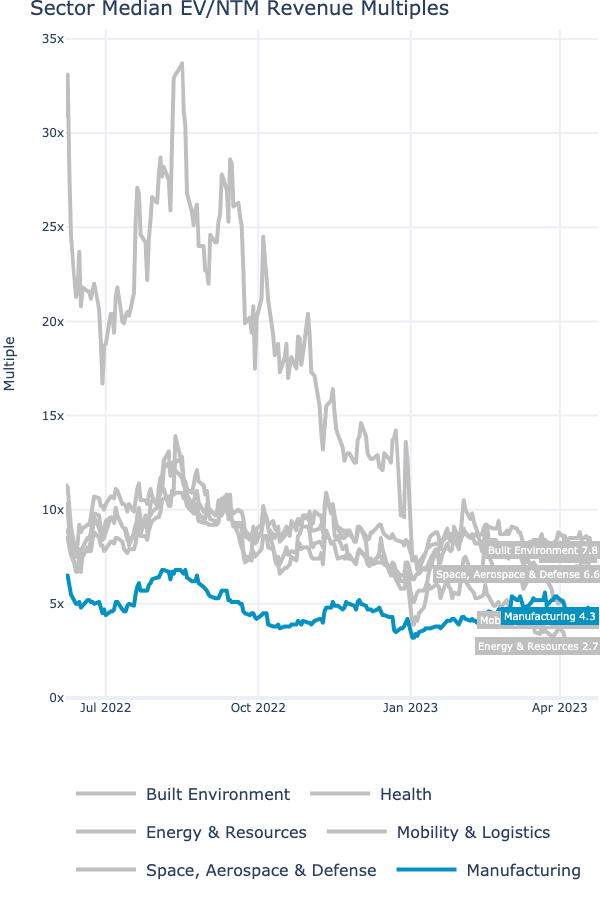 Sector Median EV/NTM Revenue Multiples
35x
30x
25x
20x
15x
10x
5x
0x
Multiple
Built Environment 7.8
Space, Aerospace & Defense 6.6
Manufacturing 4.3
Energy & Resources 2.7
Jul 2022
Oct 2022
Jan 2023
Apr 2023
Built Environment
Health
Energy & Resources
Mobility & Logistics
Space, Aerospace & Defense
Manufacturing